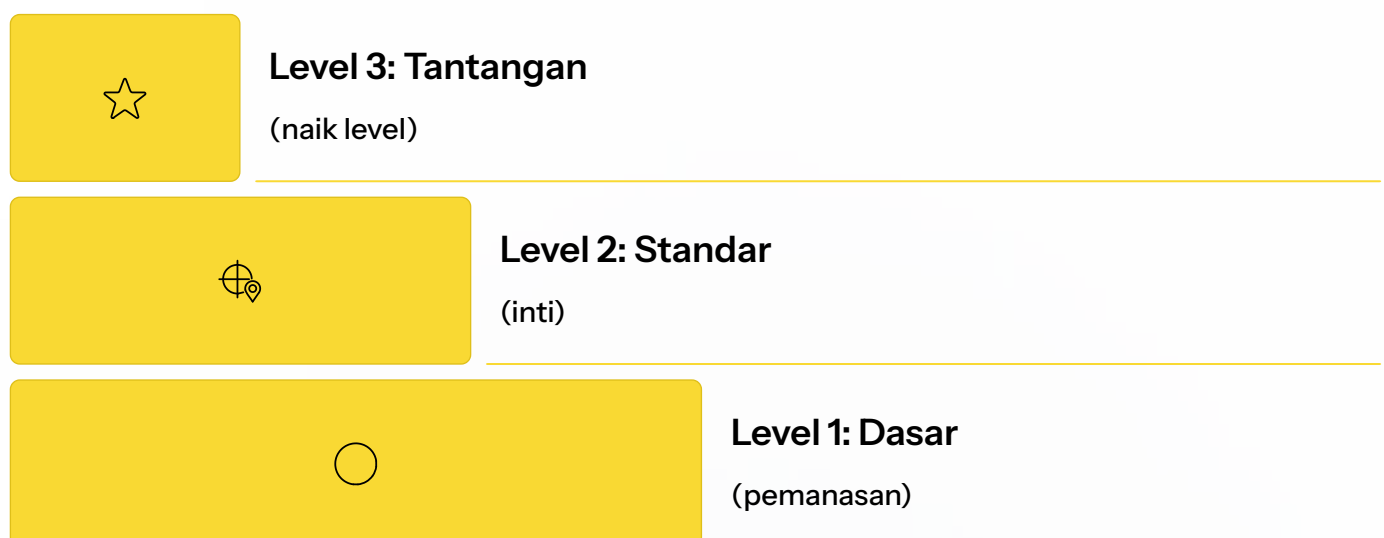 Level 3: Tantangan
(naik level)
Level 2: Standar
(inti)
Level 1: Dasar
(pemanasan)